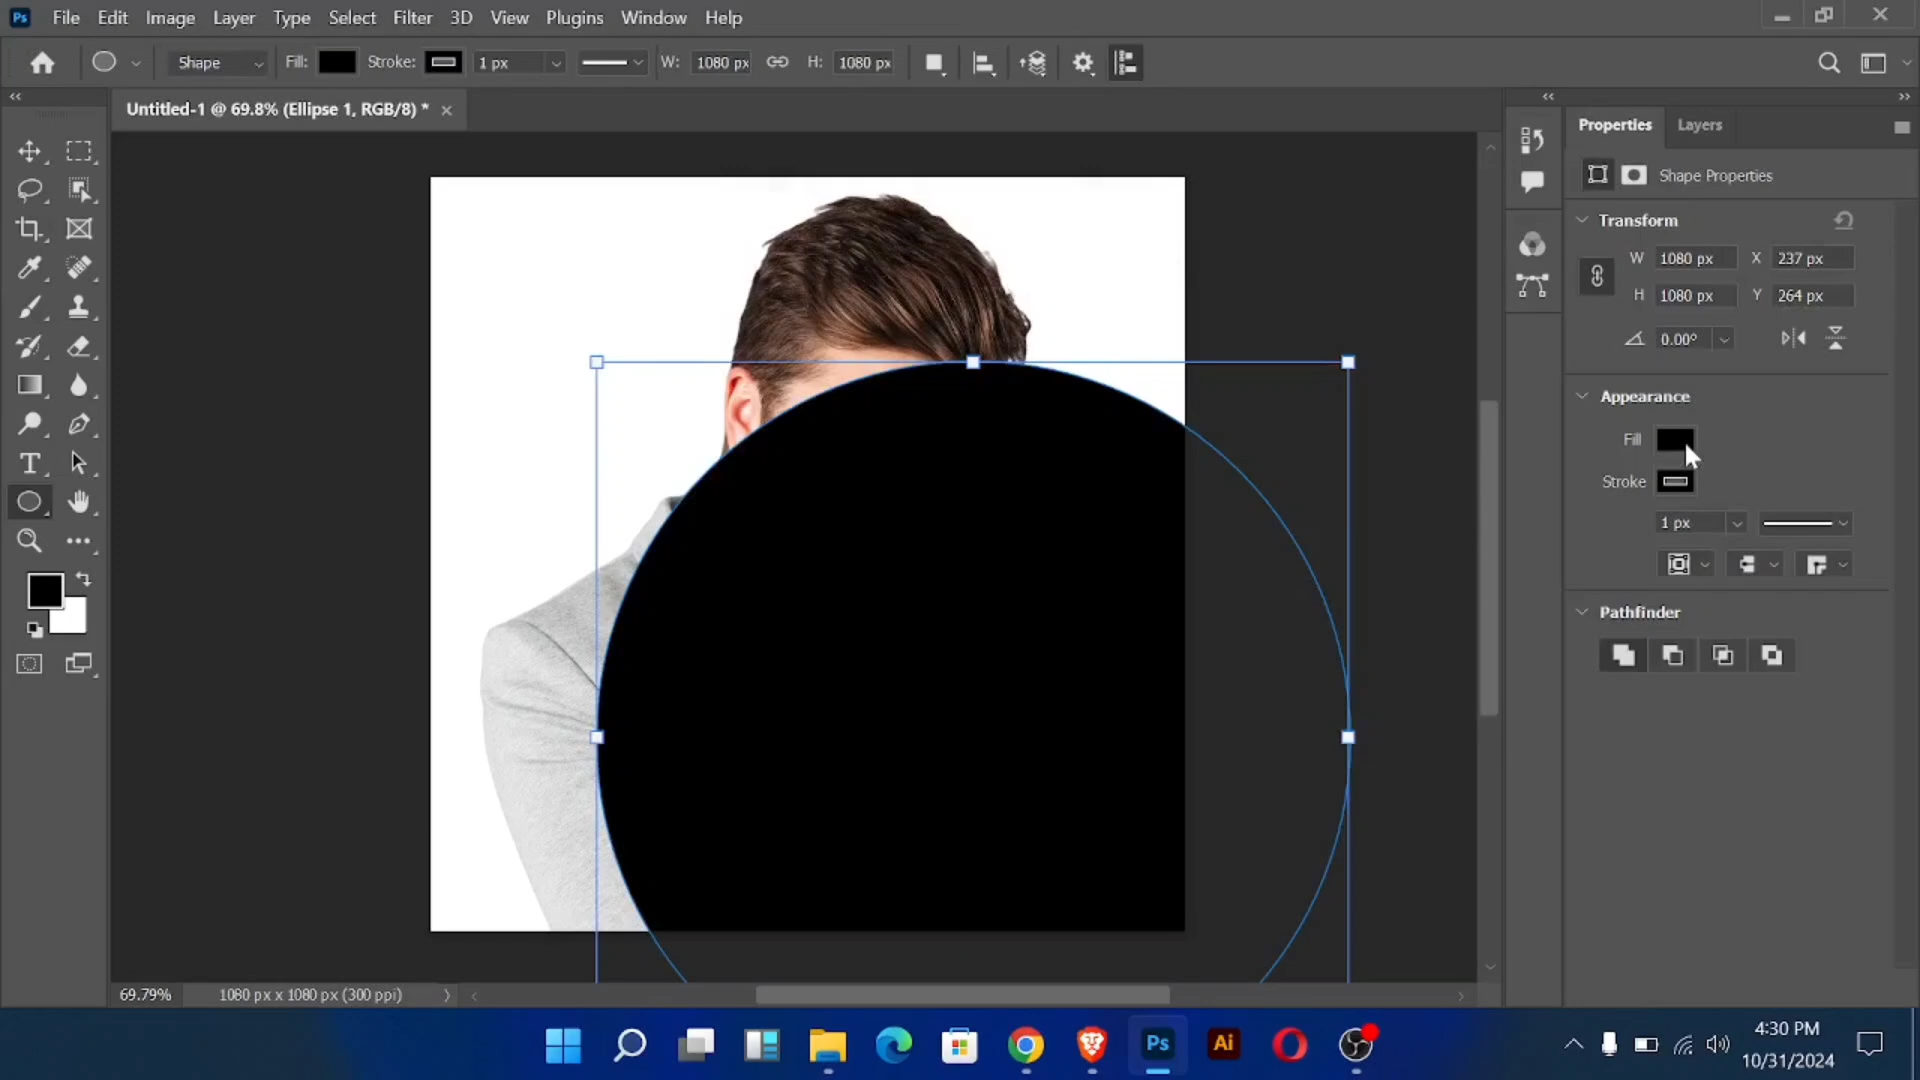 Ps File Edit Image Layer Type Select Filter 3D View Plugins Window Help
Shape Fill: Stroke: 1 px W: 1080 px H: 1080 px
Untitled-1 @ 69.8% (Ellipse 1, RGB/8) *
Properties Layers
Shape Properties
Transform
W 1080 px X 237 px
H 1080 px Y 264 px
0.00°
Appearance
Fill
Stroke
1 px
Pathfinder
69.79% 1080 px x 1080 px (300 ppi)
Ps Ai
4:30 PM
10/31/2024